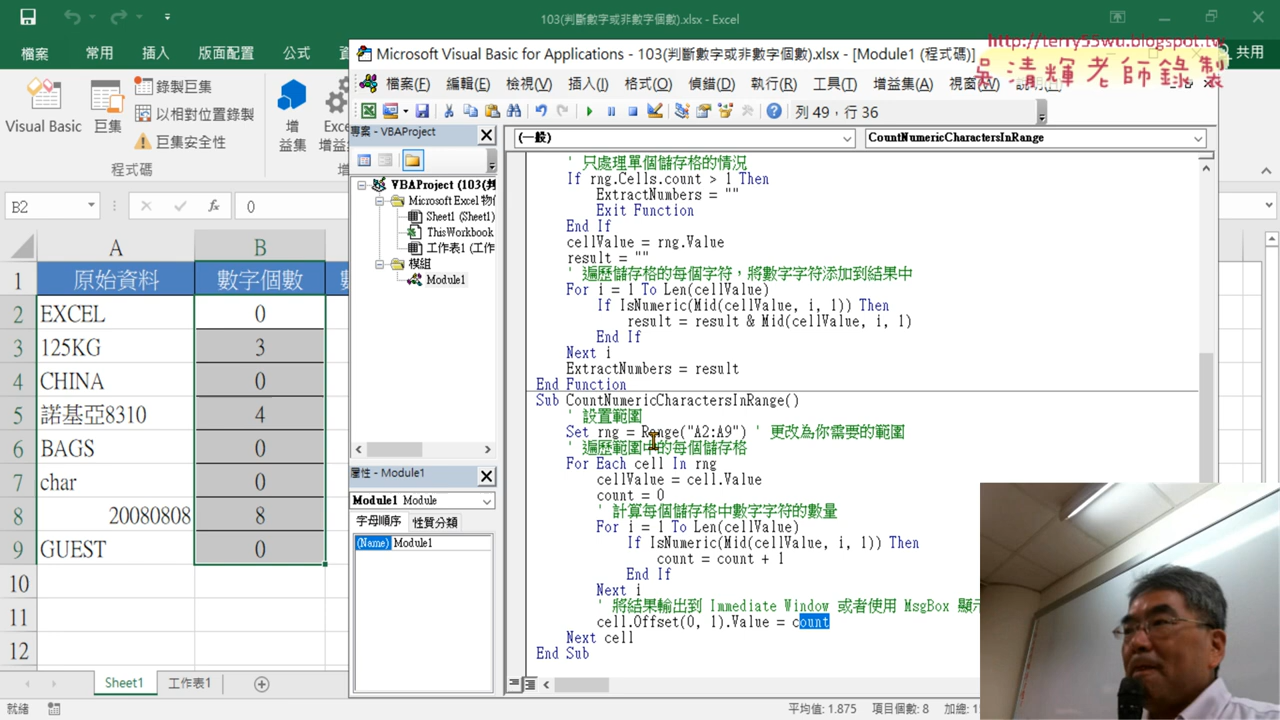 103(判斷數字或非數字個數).xlsx - Excel
檔案
常用
插入
版面配置
公式
共用
http://terry55wu.blogspot.tw
吳清輝老師錄製
Visual Basic
巨集
錄製巨集
以相對位置錄製
巨集安全性
程式碼
增
益集
B2
0
A
B
1 原始資料 數字個數
2 EXCEL 0
3 125KG 3
4 CHINA 0
5 諾基亞8310 4
6 BAGS 0
7 char 0
8 20080808 8
9 GUEST 0
10
11
12
Sheet1
工作表1
就緒
平均值: 1.875
項目個數: 8
Microsoft Visual Basic for Applications - 103(判斷數字或非數字個數).xlsx - [Module1 (程式碼)]
檔案(F) 編輯(E) 檢視(V) 插入(I) 格式(O) 偵錯(D) 執行(R) 工具(T) 增益集(A) 視窗(W)
列 49，行 36
專案 - VBAProject
VBAProject (103(判
Microsoft Excel 物件
Sheet1 (Sheet1)
ThisWorkbook
工作表1 (工作
模組
Module1
屬性 - Module1
Module1 Module
字母順序 性質分類
(Name) Module1
(一般)
CountNumericCharactersInRange
' 只處理單個儲存格的情況
If rng.Cells.count > 1 Then
ExtractNumbers = ""
Exit Function
End If
cellValue = rng.Value
result = ""
' 遍歷儲存格的每個字符，將數字字符添加到結果中
For i = 1 To Len(cellValue)
If IsNumeric(Mid(cellValue, i, 1)) Then
result = result & Mid(cellValue, i, 1)
End If
Next i
ExtractNumbers = result
End Function
Sub CountNumericCharactersInRange()
' 設置範圍
Set rng = Range("A2:A9") ' 更改為你需要的範圍
' 遍歷範圍中的每個儲存格
For Each cell In rng
cellValue = cell.Value
count = 0
' 計算每個儲存格中數字字符的數量
For i = 1 To Len(cellValue)
If IsNumeric(Mid(cellValue, i, 1)) Then
count = count + 1
End If
Next i
' 將結果輸出到 Immediate Window 或者使用 MsgBox 顯示
cell.Offset(0, 1).Value = count
Next cell
End Sub